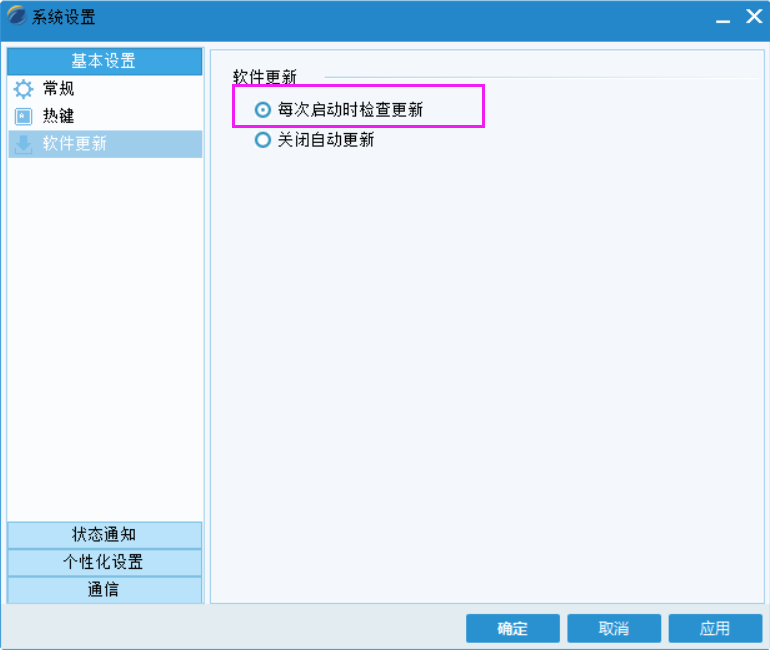 系统设置
基本设置
常规
热键
软件更新
状态通知
个性化设置
通信
软件更新
每次启动时检查更新
关闭自动更新
确定
取消
应用